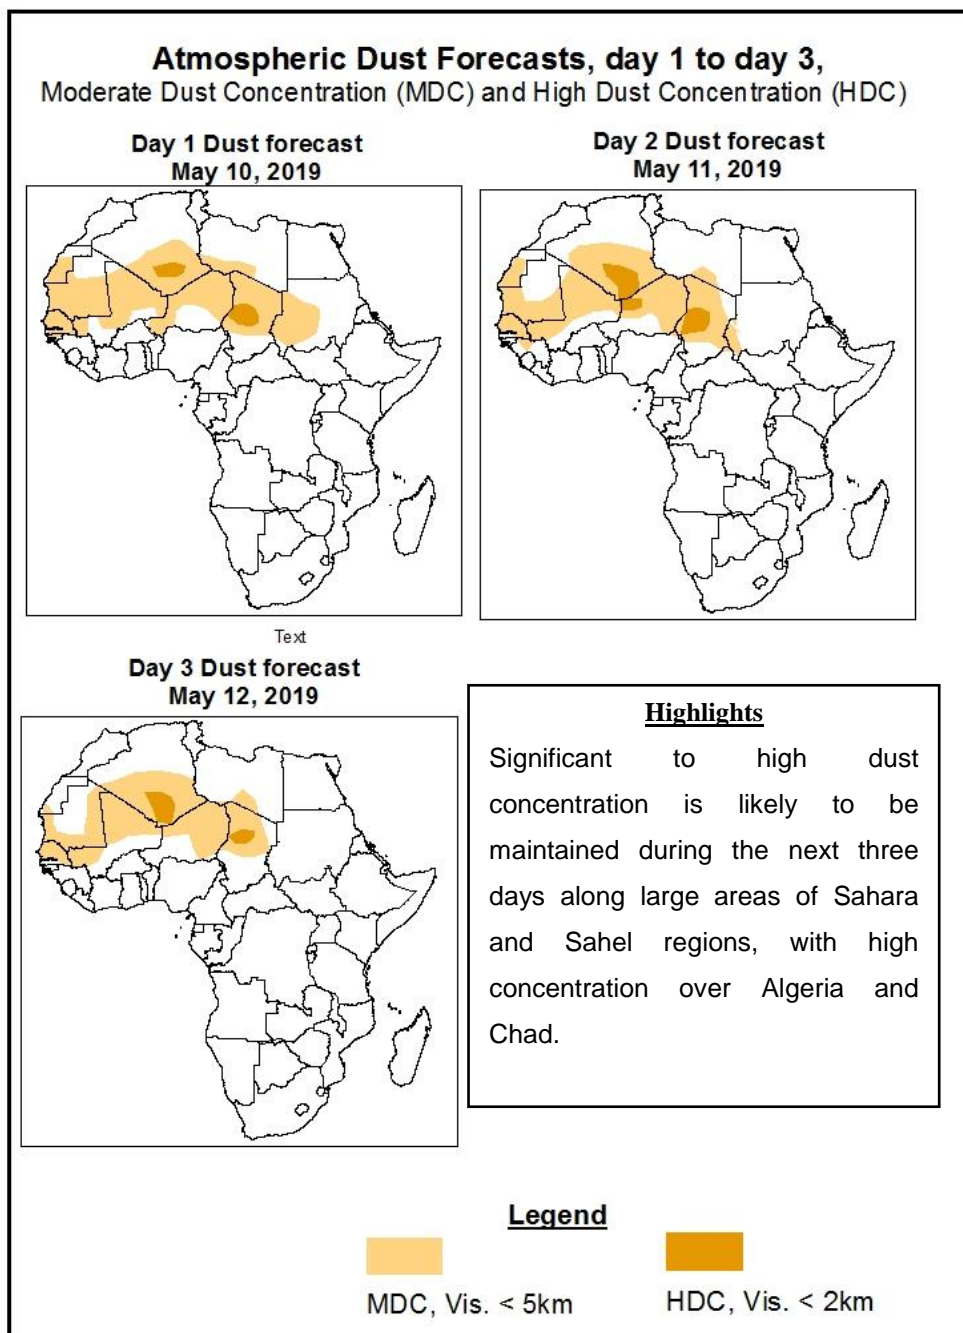 Atmospheric Dust Forecasts, day 1 to day 3,
Moderate Dust Concentration (MDC) and High Dust Concentration (HDC)
Day 1 Dust forecast
May 10, 2019
Day 2 Dust forecast
May 11, 2019
Text
Day 3 Dust forecast
May 12, 2019
Highlights
Significant to high dust
concentration is likely to be
maintained during the next three
days along large areas of Sahara
and Sahel regions, with high
concentration over Algeria and
Chad.
Legend
MDC, Vis. < 5km
HDC, Vis. < 2km